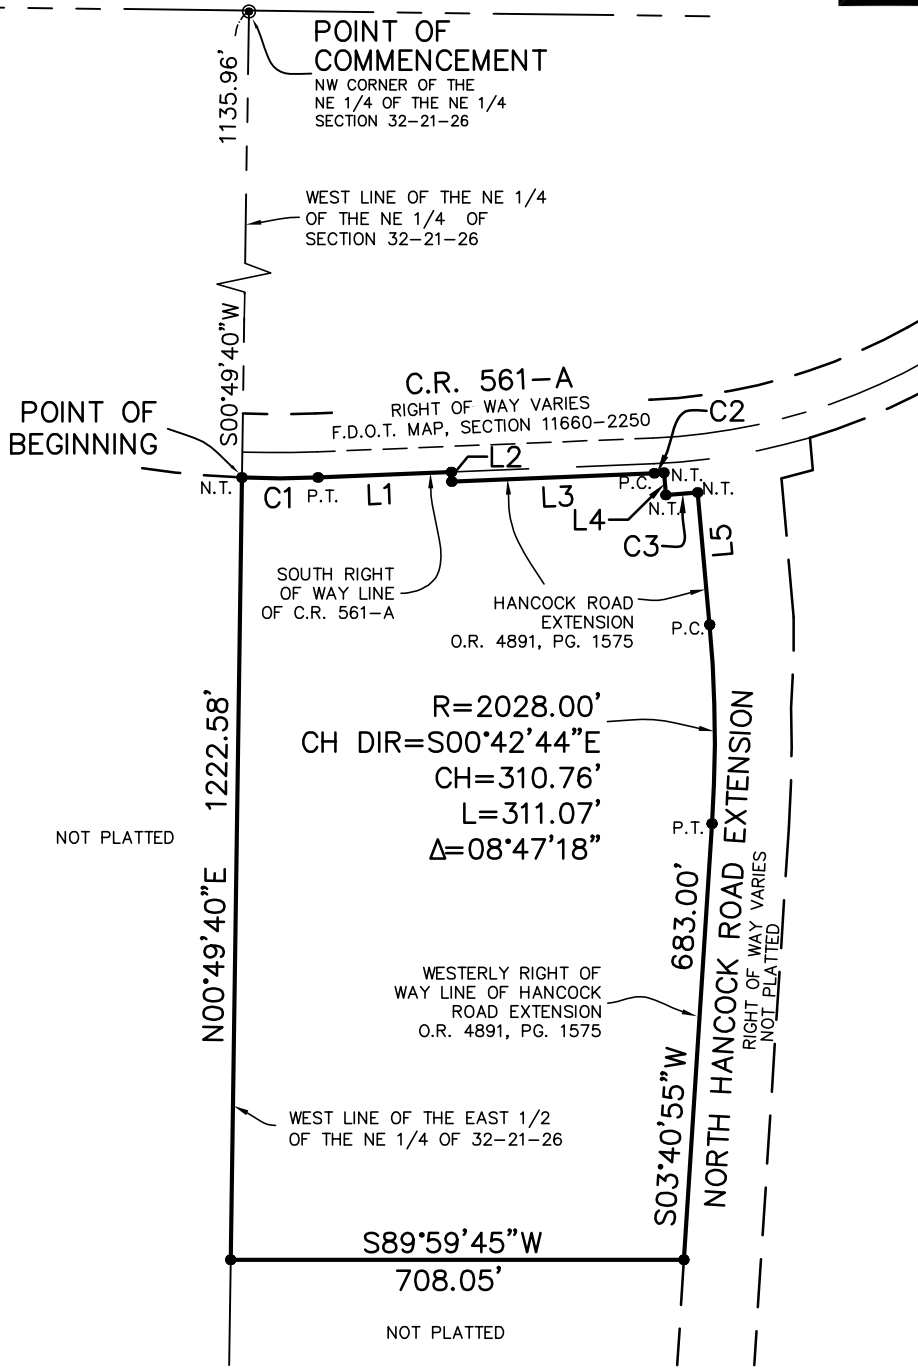 POINT OF
COMMENCEMENT
NW CORNER OF THE
NE 1/4 OF THE NE 1/4
SECTION 32-21-26
1135.96'
WEST LINE OF THE NE 1/4
OF THE NE 1/4 OF
SECTION 32-21-26
S00°49'40"W
C.R. 561-A
RIGHT OF WAY VARIES
F.D.O.T. MAP, SECTION 11660-2250
POINT OF
BEGINNING
N.T.
C1
P.T.
L1
L2
L3
P.C.
C2
N.T.
L4
N.T.
N.T.
C3
L5
SOUTH RIGHT
OF WAY LINE
OF C.R. 561-A
HANCOCK ROAD
EXTENSION
O.R. 4891, PG. 1575
P.C.
R=2028.00'
CH DIR=S00°42'44"E
CH=310.76'
L=311.07'
Δ=08°47'18"
P.T.
1222.58'
N00°49'40"E
NOT PLATTED
683.00'
S03°40'55"W
NORTH HANCOCK ROAD EXTENSION
RIGHT OF WAY VARIES
NOT PLATTED
WESTERLY RIGHT OF
WAY LINE OF HANCOCK
ROAD EXTENSION
O.R. 4891, PG. 1575
WEST LINE OF THE EAST 1/2
OF THE NE 1/4 OF 32-21-26
S89°59'45"W
708.05'
NOT PLATTED